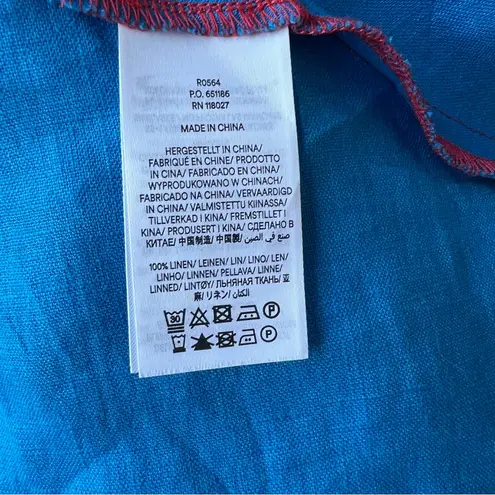 R0564
P.O. 651186
RN 118027
MADE IN CHINA
HERGESTELLT IN CHINA/
FABRIQUÉ EN CHINE/ PRODOTTO
IN CINA/ FABRICADO EN CHINA/
WYPRODUKOWANO W CHINACH/
FABRICADO NA CHINA/ VERVAARDIGD
IN CHINA/ VALMISTETTU KIINASSA/
TILLVERKAD I KINA/ FREMSTILLET I
KINA/ PRODUSERT I KINA/ СДЕЛАНО В
КИТАЕ/ 中国制造/ 中国製/ صنع في الصين
100% LINEN/ LEINEN/ LIN/ LINO/ LEN/
LINHO/ LINNEN/ PELLAVA/ LINNE/
LINNED/ LINTØY/ ЛЬНЯНАЯ ТКАНЬ/ 亚
麻/ リネン/ الكتان
30 P
P